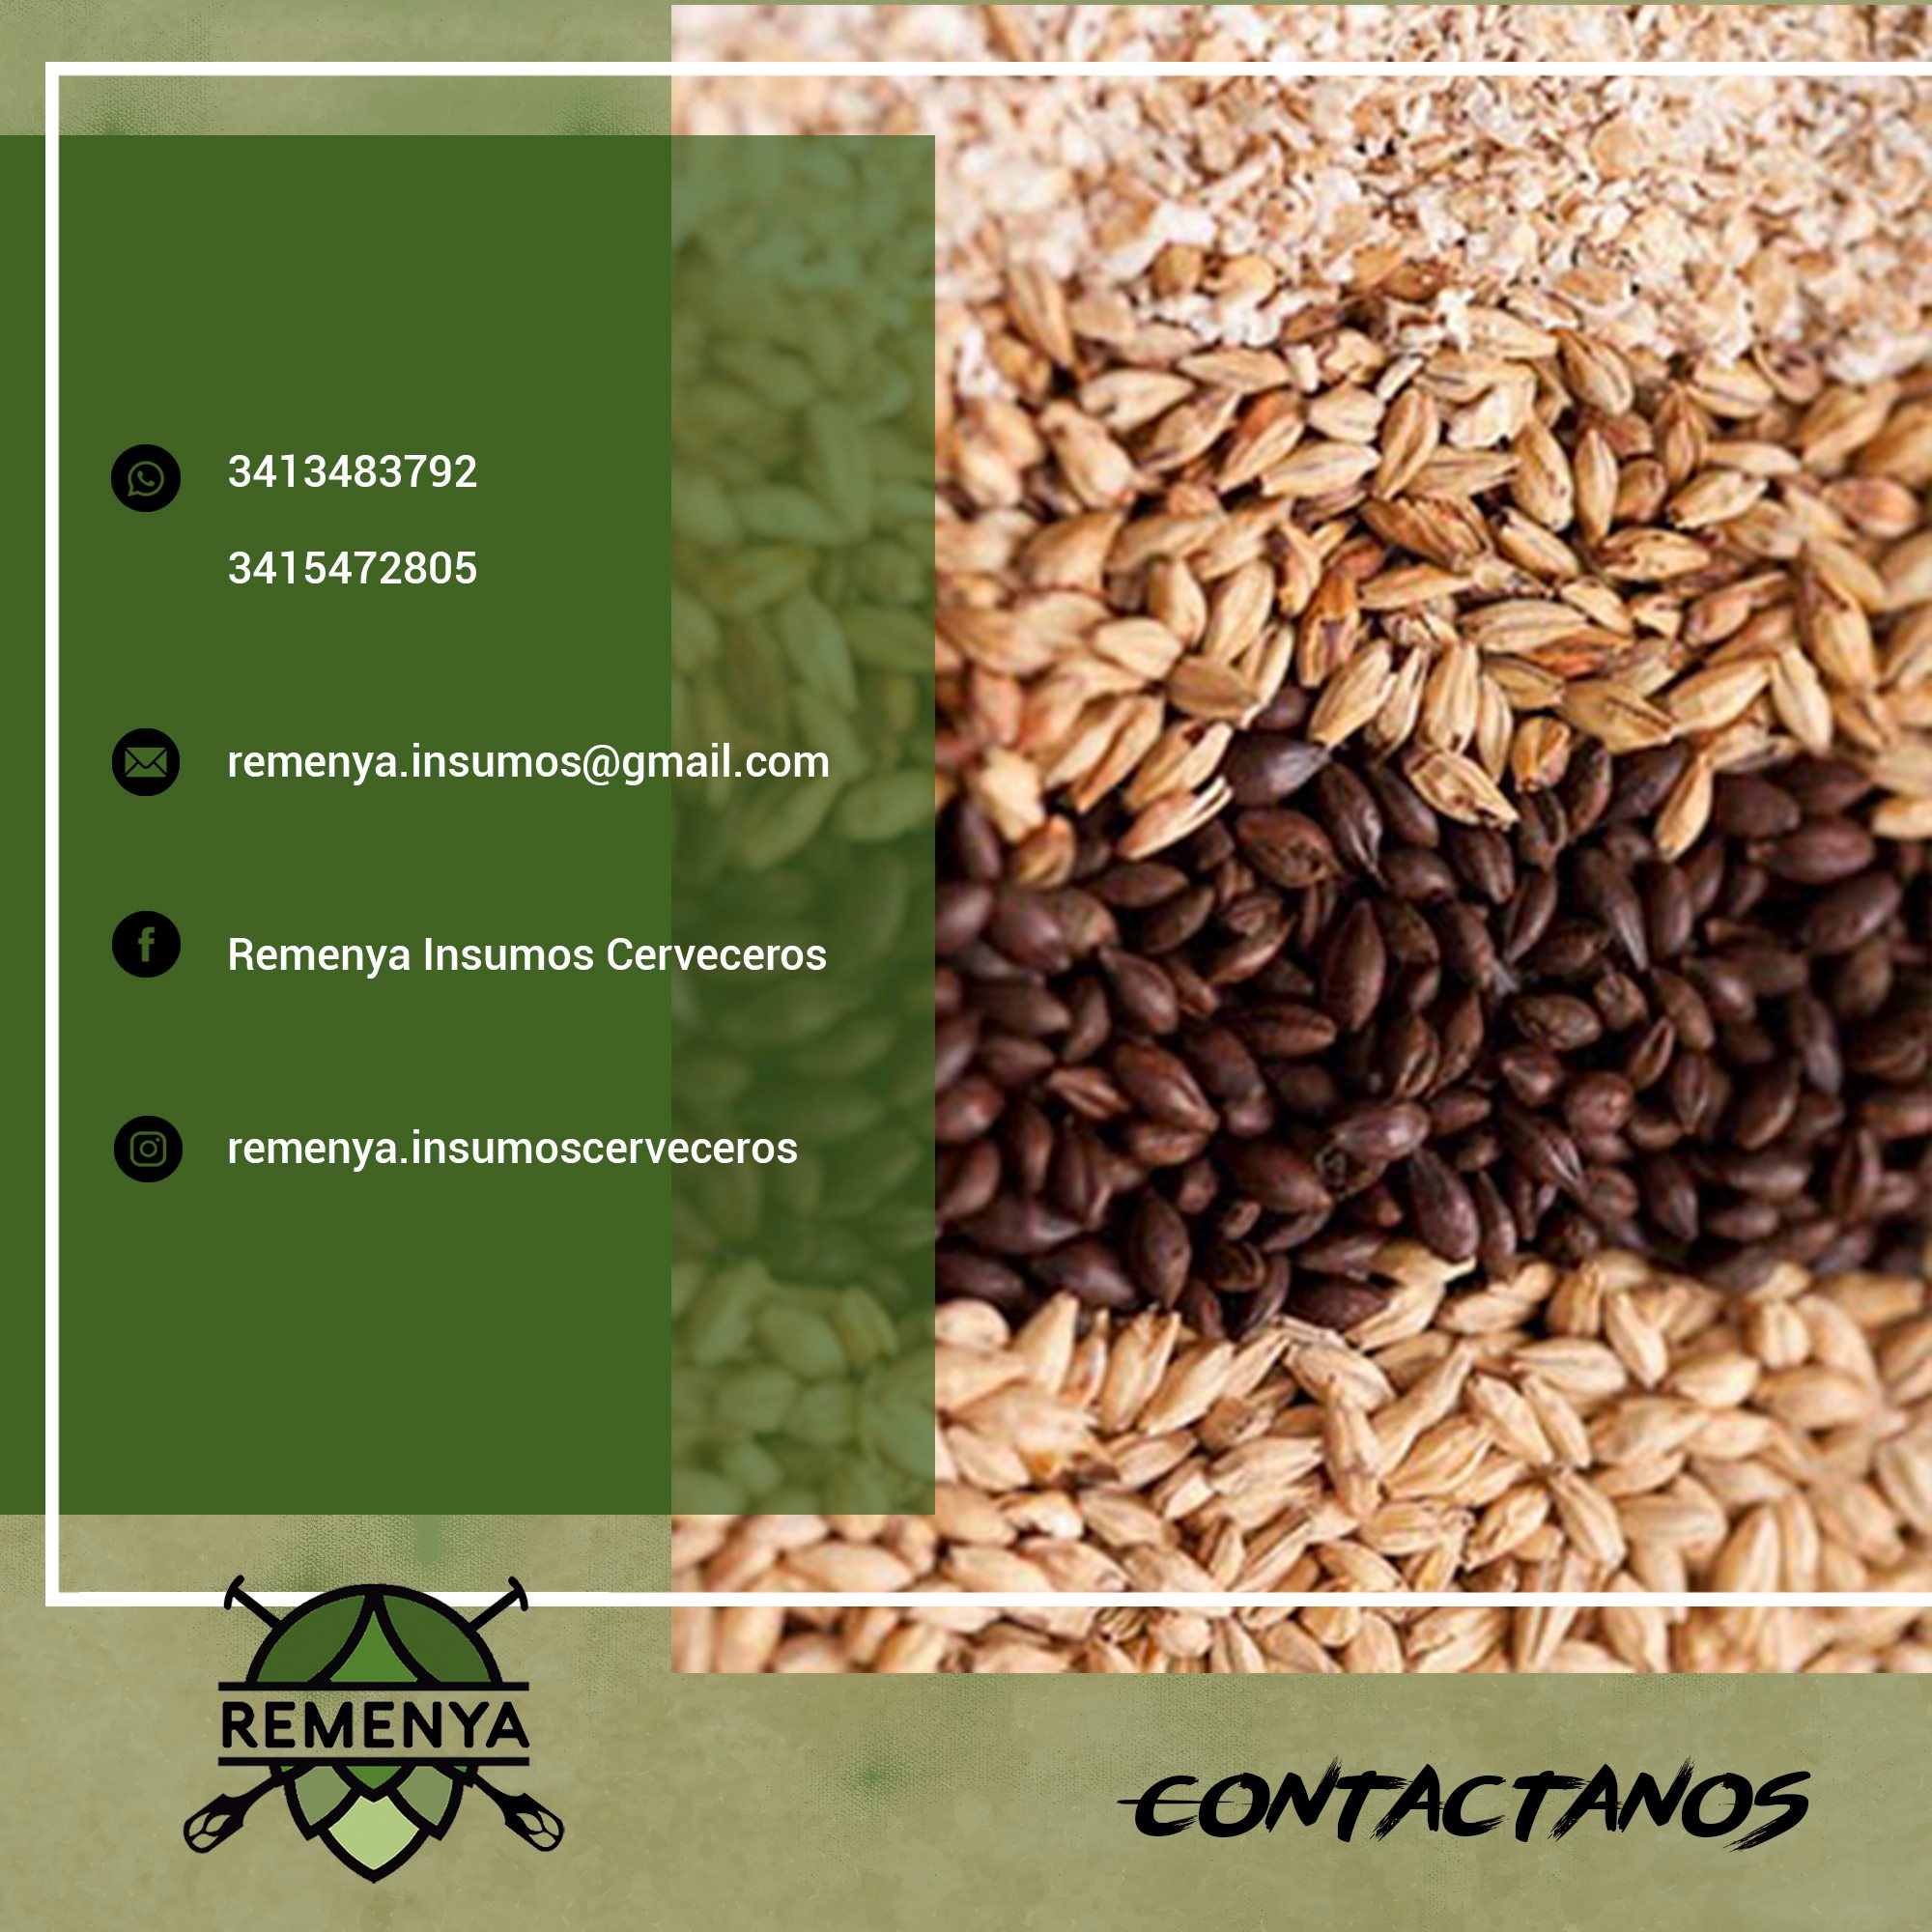 3413483792
3415472805
remenya.insumos@gmail.com
Remenya Insumos Cerveceros
remenya.insumoscerveceros
REMENYA
CONTACTANOS